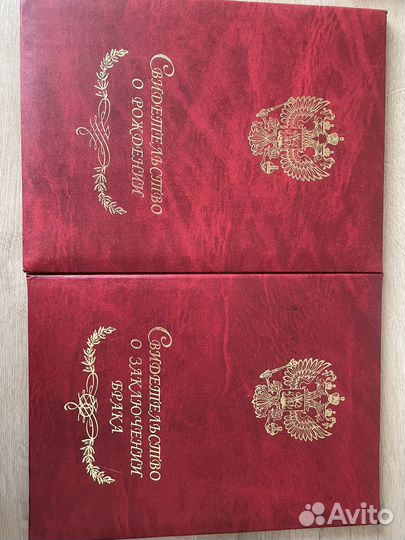 Свидетельство
о рождении
Свидетельство
о заключении
брака
Avito